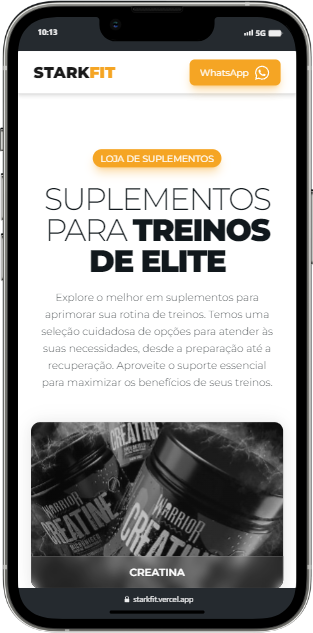 10:13
5G
STARKFIT
WhatsApp
LOJA DE SUPLEMENTOS
SUPLEMENTOS
PARA TREINOS
DE ELITE
Explore o melhor em suplementos para
aprimorar sua rotina de treinos. Temos uma
seleção cuidadosa de opções para atender às
suas necessidades, desde a preparação até a
recuperação. Aproveite o suporte essencial
para maximizar os benefícios de seus treinos.
CREATINE
WARRIOR
CREATINE
WARRIOR
CREATINE
CREATINA
starkfit.vercel.app